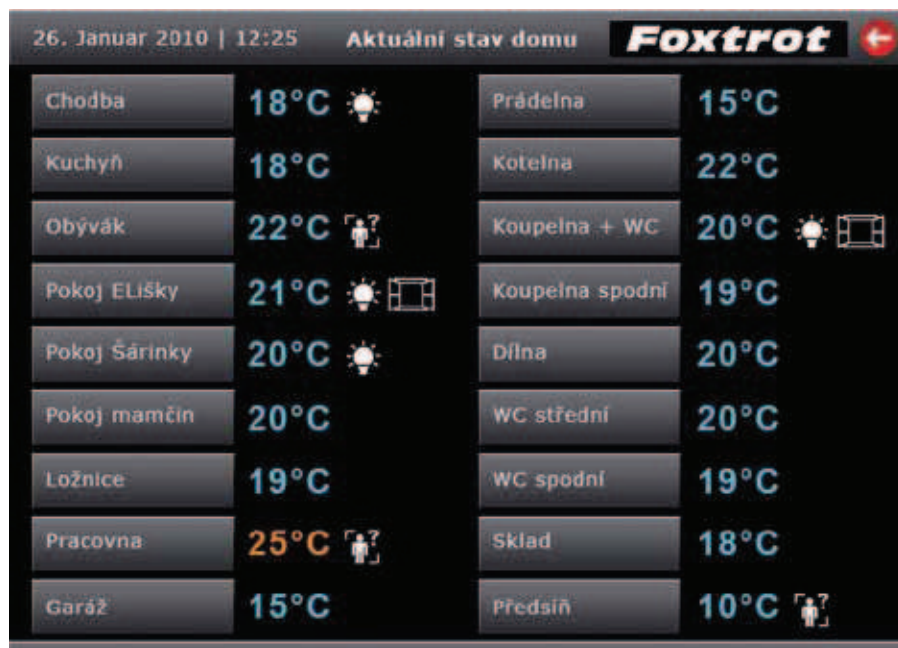 26. Januar 2010 | 12:25 Aktuální stav domu Foxtrot
Chodba 18°C Prádelna 15°C
Kuchyň 18°C Kotelna 22°C
Obývák 22°C ? Koupelna + WC 20°C
Pokoj ELišky 21°C Koupelna spodní 19°C
Pokoj Šárinky 20°C Dílna 20°C
Pokoj mamčin 20°C WC střední 20°C
Ložnice 19°C WC spodní 19°C
Pracovna 25°C ? Sklad 18°C
Garáž 15°C Předsíň 10°C ?